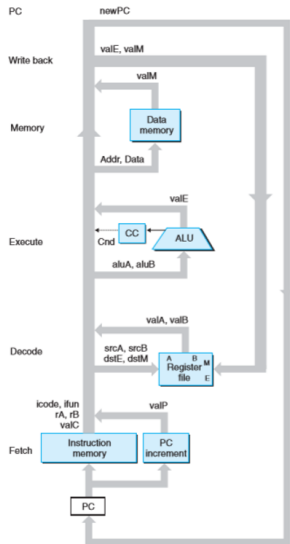 PC newPC
valE, valM
Write back
valM
Data
memory
Memory
Addr, Data
valE
CC
ALU
Execute
Cnd
aluA, aluB
valA, valB
Decode
srcA, srcB
dstE, dstM
A B
M
Register
file
E
icode, ifun
rA, rB
valC
valP
Fetch
Instruction
memory
PC
increment
PC